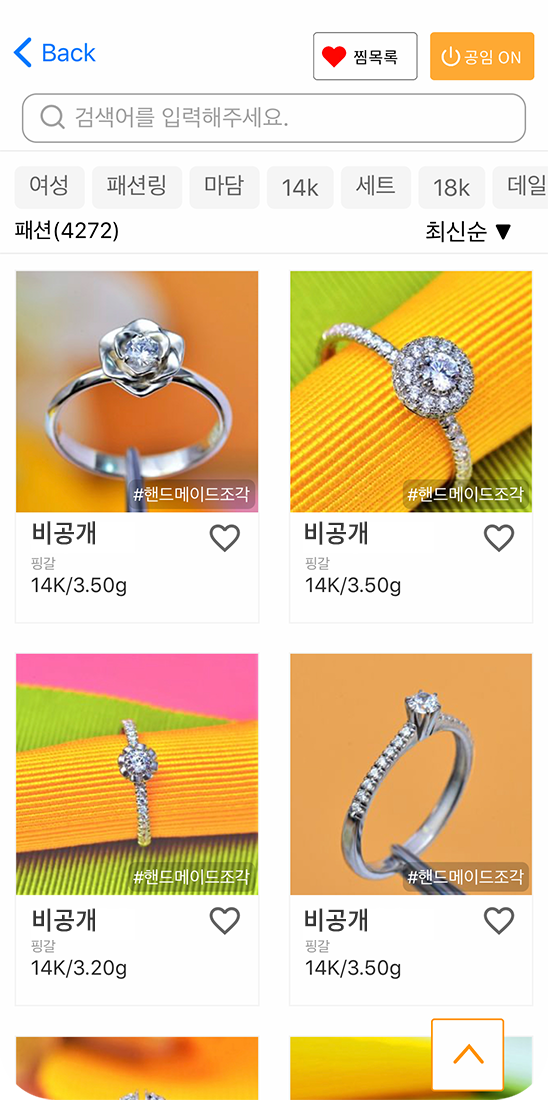 Back
찜목록
공임 ON
검색어를 입력해주세요.
여성 패션링 마담 14k 세트 18k 데일
패션(4272)
최신순 ▼
#핸드메이드조각
#핸드메이드조각
비공개
비공개
핑갈
핑갈
14K/3.50g
14K/3.50g
#핸드메이드조각
#핸드메이드조각
비공개
비공개
핑갈
핑갈
14K/3.20g
14K/3.50g